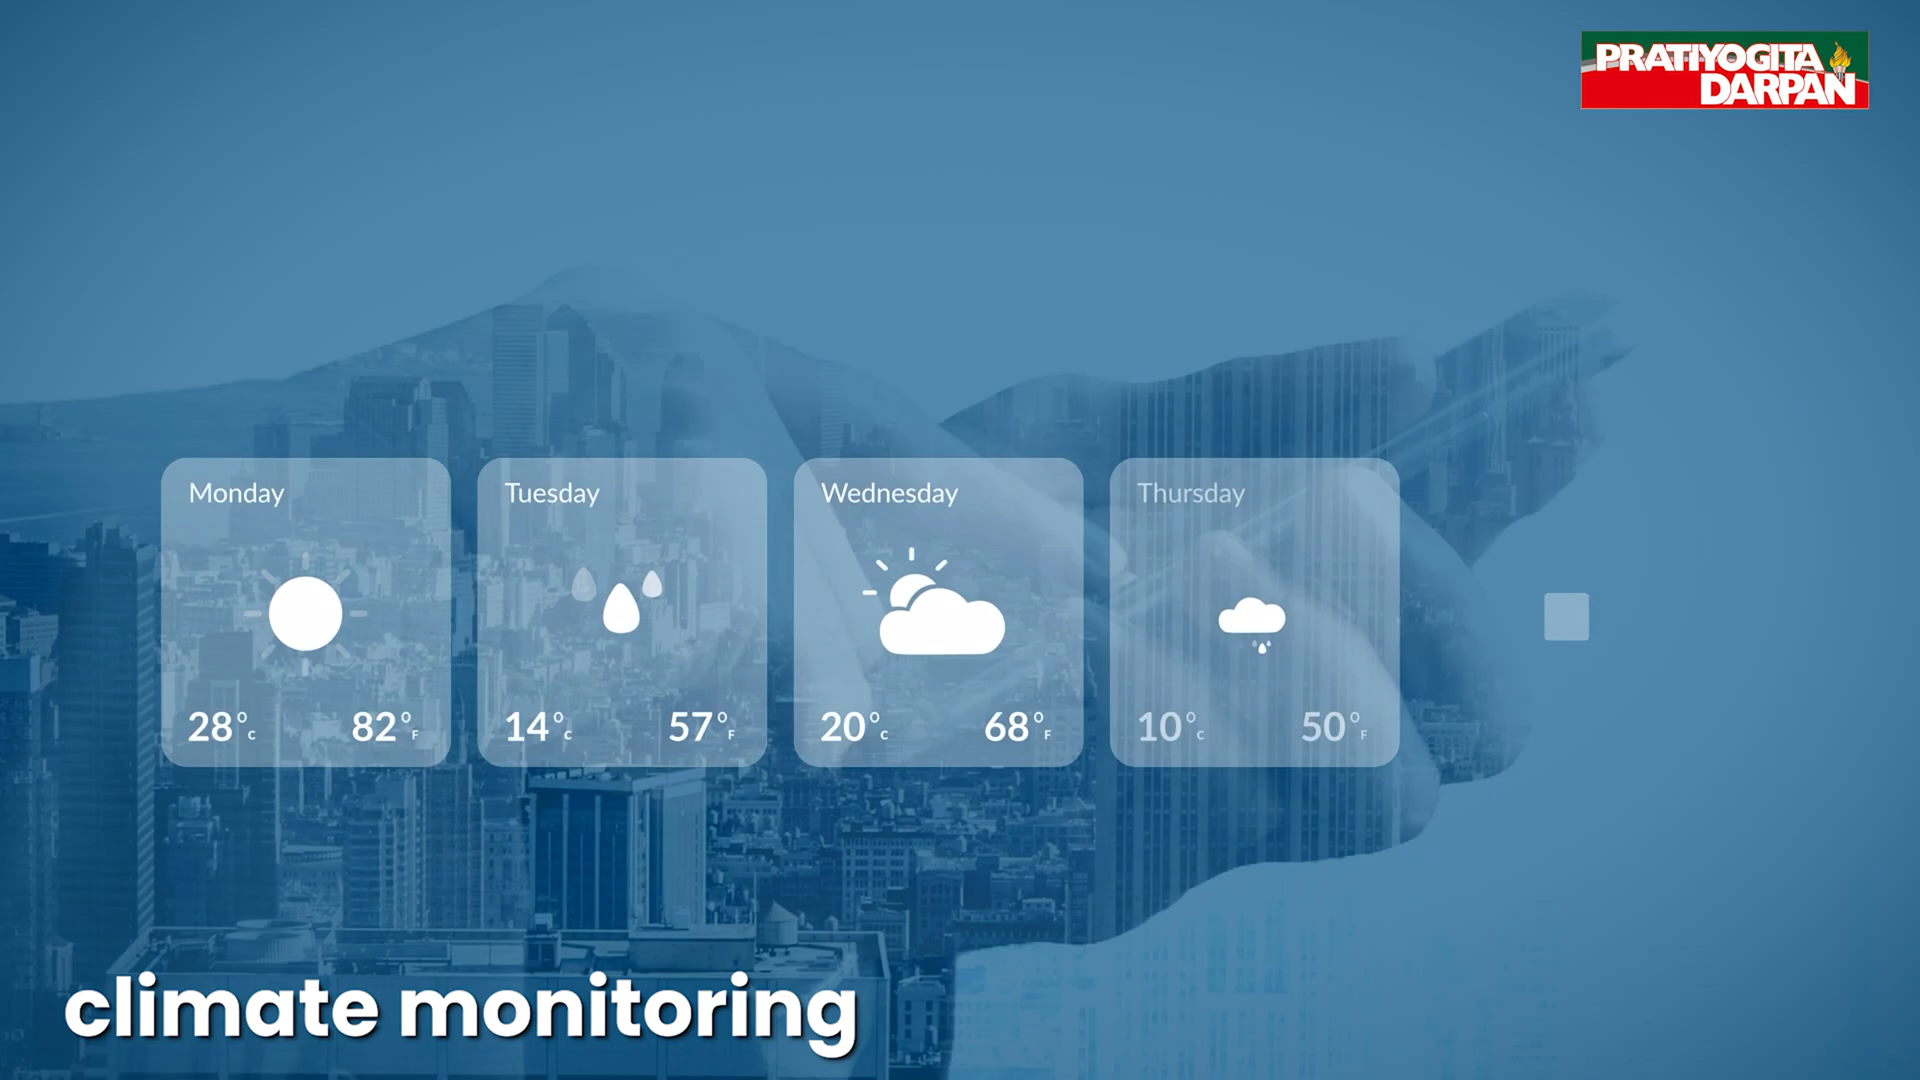 PRATIYOGITA
DARPAN
Monday
Tuesday
Wednesday
Thursday
28°C
82°F
14°C
57°F
20°C
68°F
10°C
50°F
climate monitoring